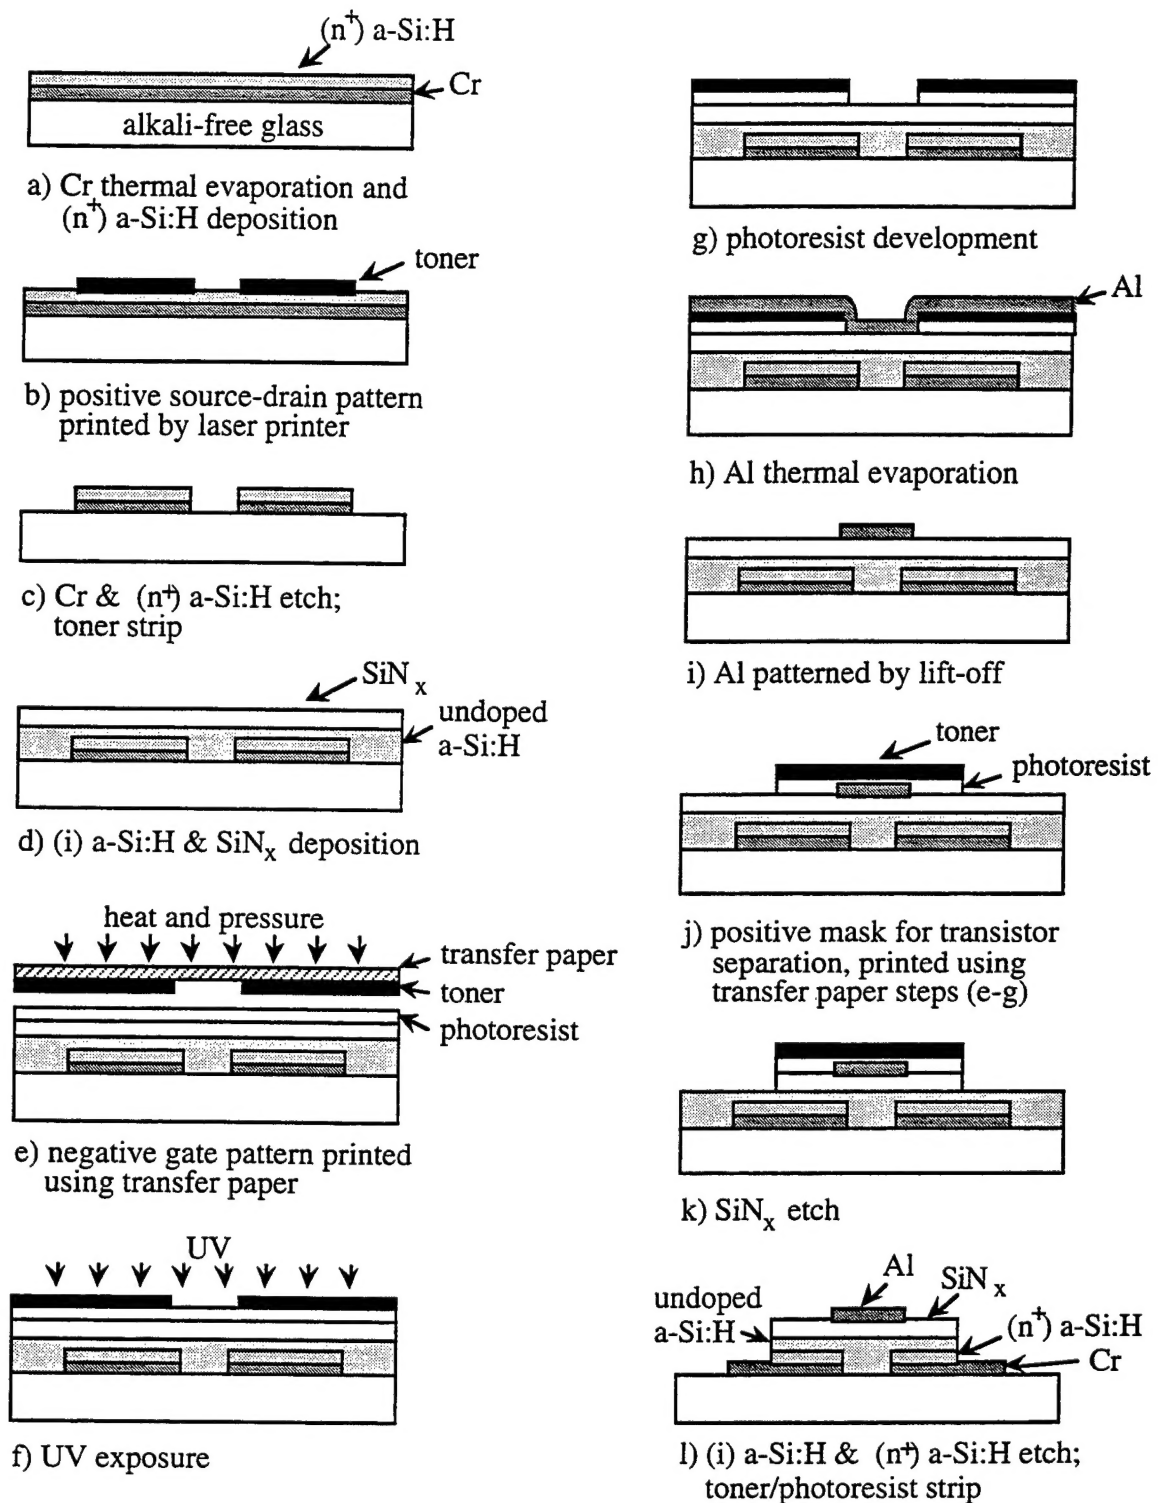 (n+) a-Si:H
Cr
alkali-free glass
a) Cr thermal evaporation and
(n+) a-Si:H deposition
toner
b) positive source-drain pattern
printed by laser printer
c) Cr & (n+) a-Si:H etch;
toner strip
SiNx
undoped
a-Si:H
d) (i) a-Si:H & SiNx deposition
heat and pressure
transfer paper
toner
photoresist
e) negative gate pattern printed
using transfer paper
UV
f) UV exposure
g) photoresist development
Al
h) Al thermal evaporation
i) Al patterned by lift-off
toner
photoresist
j) positive mask for transistor
separation, printed using
transfer paper steps (e-g)
k) SiNx etch
Al
SiNx
undoped
a-Si:H
(n+) a-Si:H
Cr
l) (i) a-Si:H & (n+) a-Si:H etch;
toner/photoresist strip